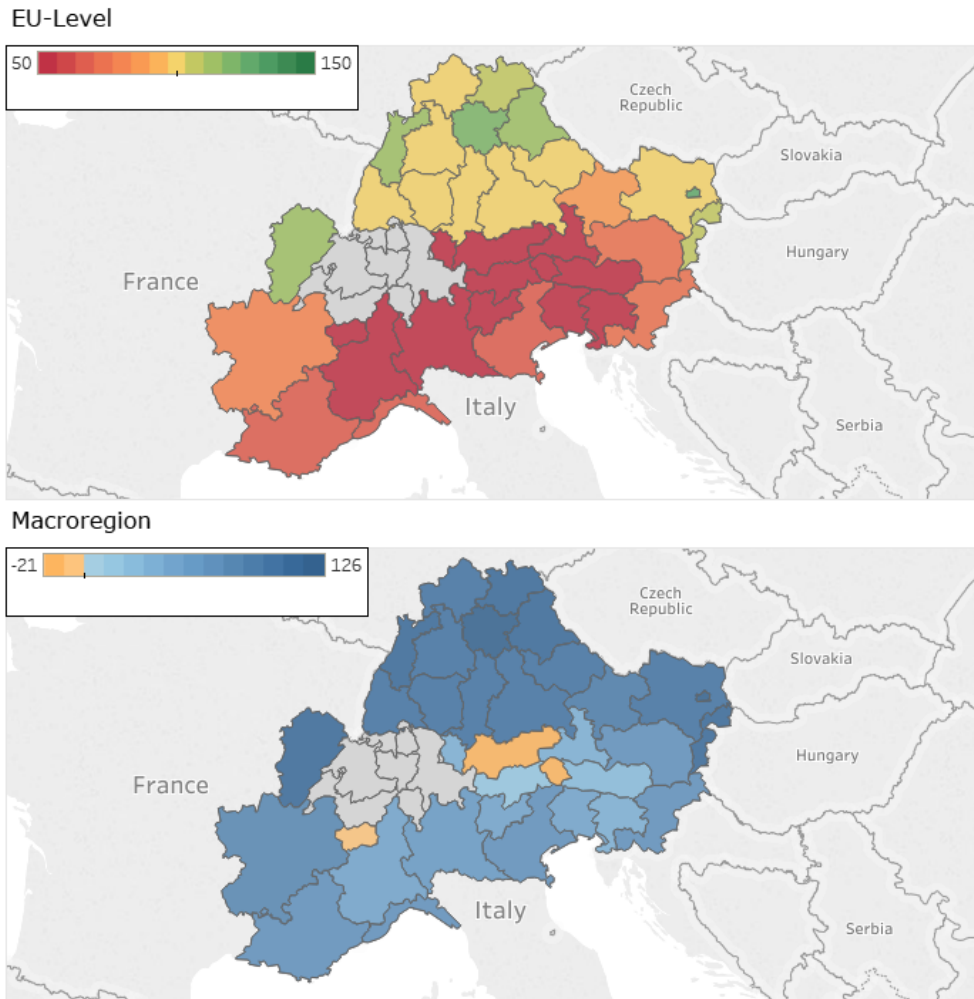 EU-Level
50 150
Czech
Republic
Slovakia
France
Hungary
Italy
Serbia
Macroregion
-21 126
Czech
Republic
Slovakia
France
Hungary
Italy
Serbia